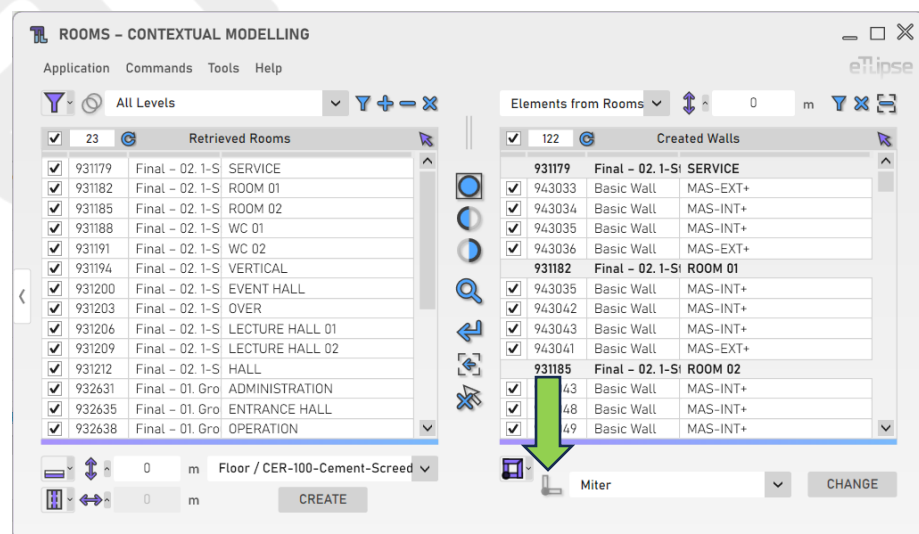 ROOMS – CONTEXTUAL MODELLING
Application Commands Tools Help
eTLipse
All Levels
Elements from Rooms 0 m
23 Retrieved Rooms
931179 Final – 02. 1-S SERVICE
931182 Final – 02. 1-S ROOM 01
931185 Final – 02. 1-S ROOM 02
931188 Final – 02. 1-S WC 01
931191 Final – 02. 1-S WC 02
931194 Final – 02. 1-S VERTICAL
931200 Final – 02. 1-S EVENT HALL
931203 Final – 02. 1-S OVER
931206 Final – 02. 1-S LECTURE HALL 01
931209 Final – 02. 1-S LECTURE HALL 02
931212 Final – 02. 1-S HALL
932631 Final – 01. Gro ADMINISTRATION
932635 Final – 01. Gro ENTRANCE HALL
932638 Final – 01. Gro OPERATION
122 Created Walls
931179 Final – 02. 1-St SERVICE
943033 Basic Wall MAS-EXT+
943034 Basic Wall MAS-INT+
943035 Basic Wall MAS-INT+
943036 Basic Wall MAS-EXT+
931182 Final – 02. 1-St ROOM 01
943035 Basic Wall MAS-INT+
943042 Basic Wall MAS-INT+
943043 Basic Wall MAS-INT+
943041 Basic Wall MAS-EXT+
931185 Final – 02. 1-St ROOM 02
43 Basic Wall MAS-INT+
48 Basic Wall MAS-INT+
49 Basic Wall MAS-INT+
0 m Floor / CER-100-Cement-Screed
0 m CREATE
Miter CHANGE